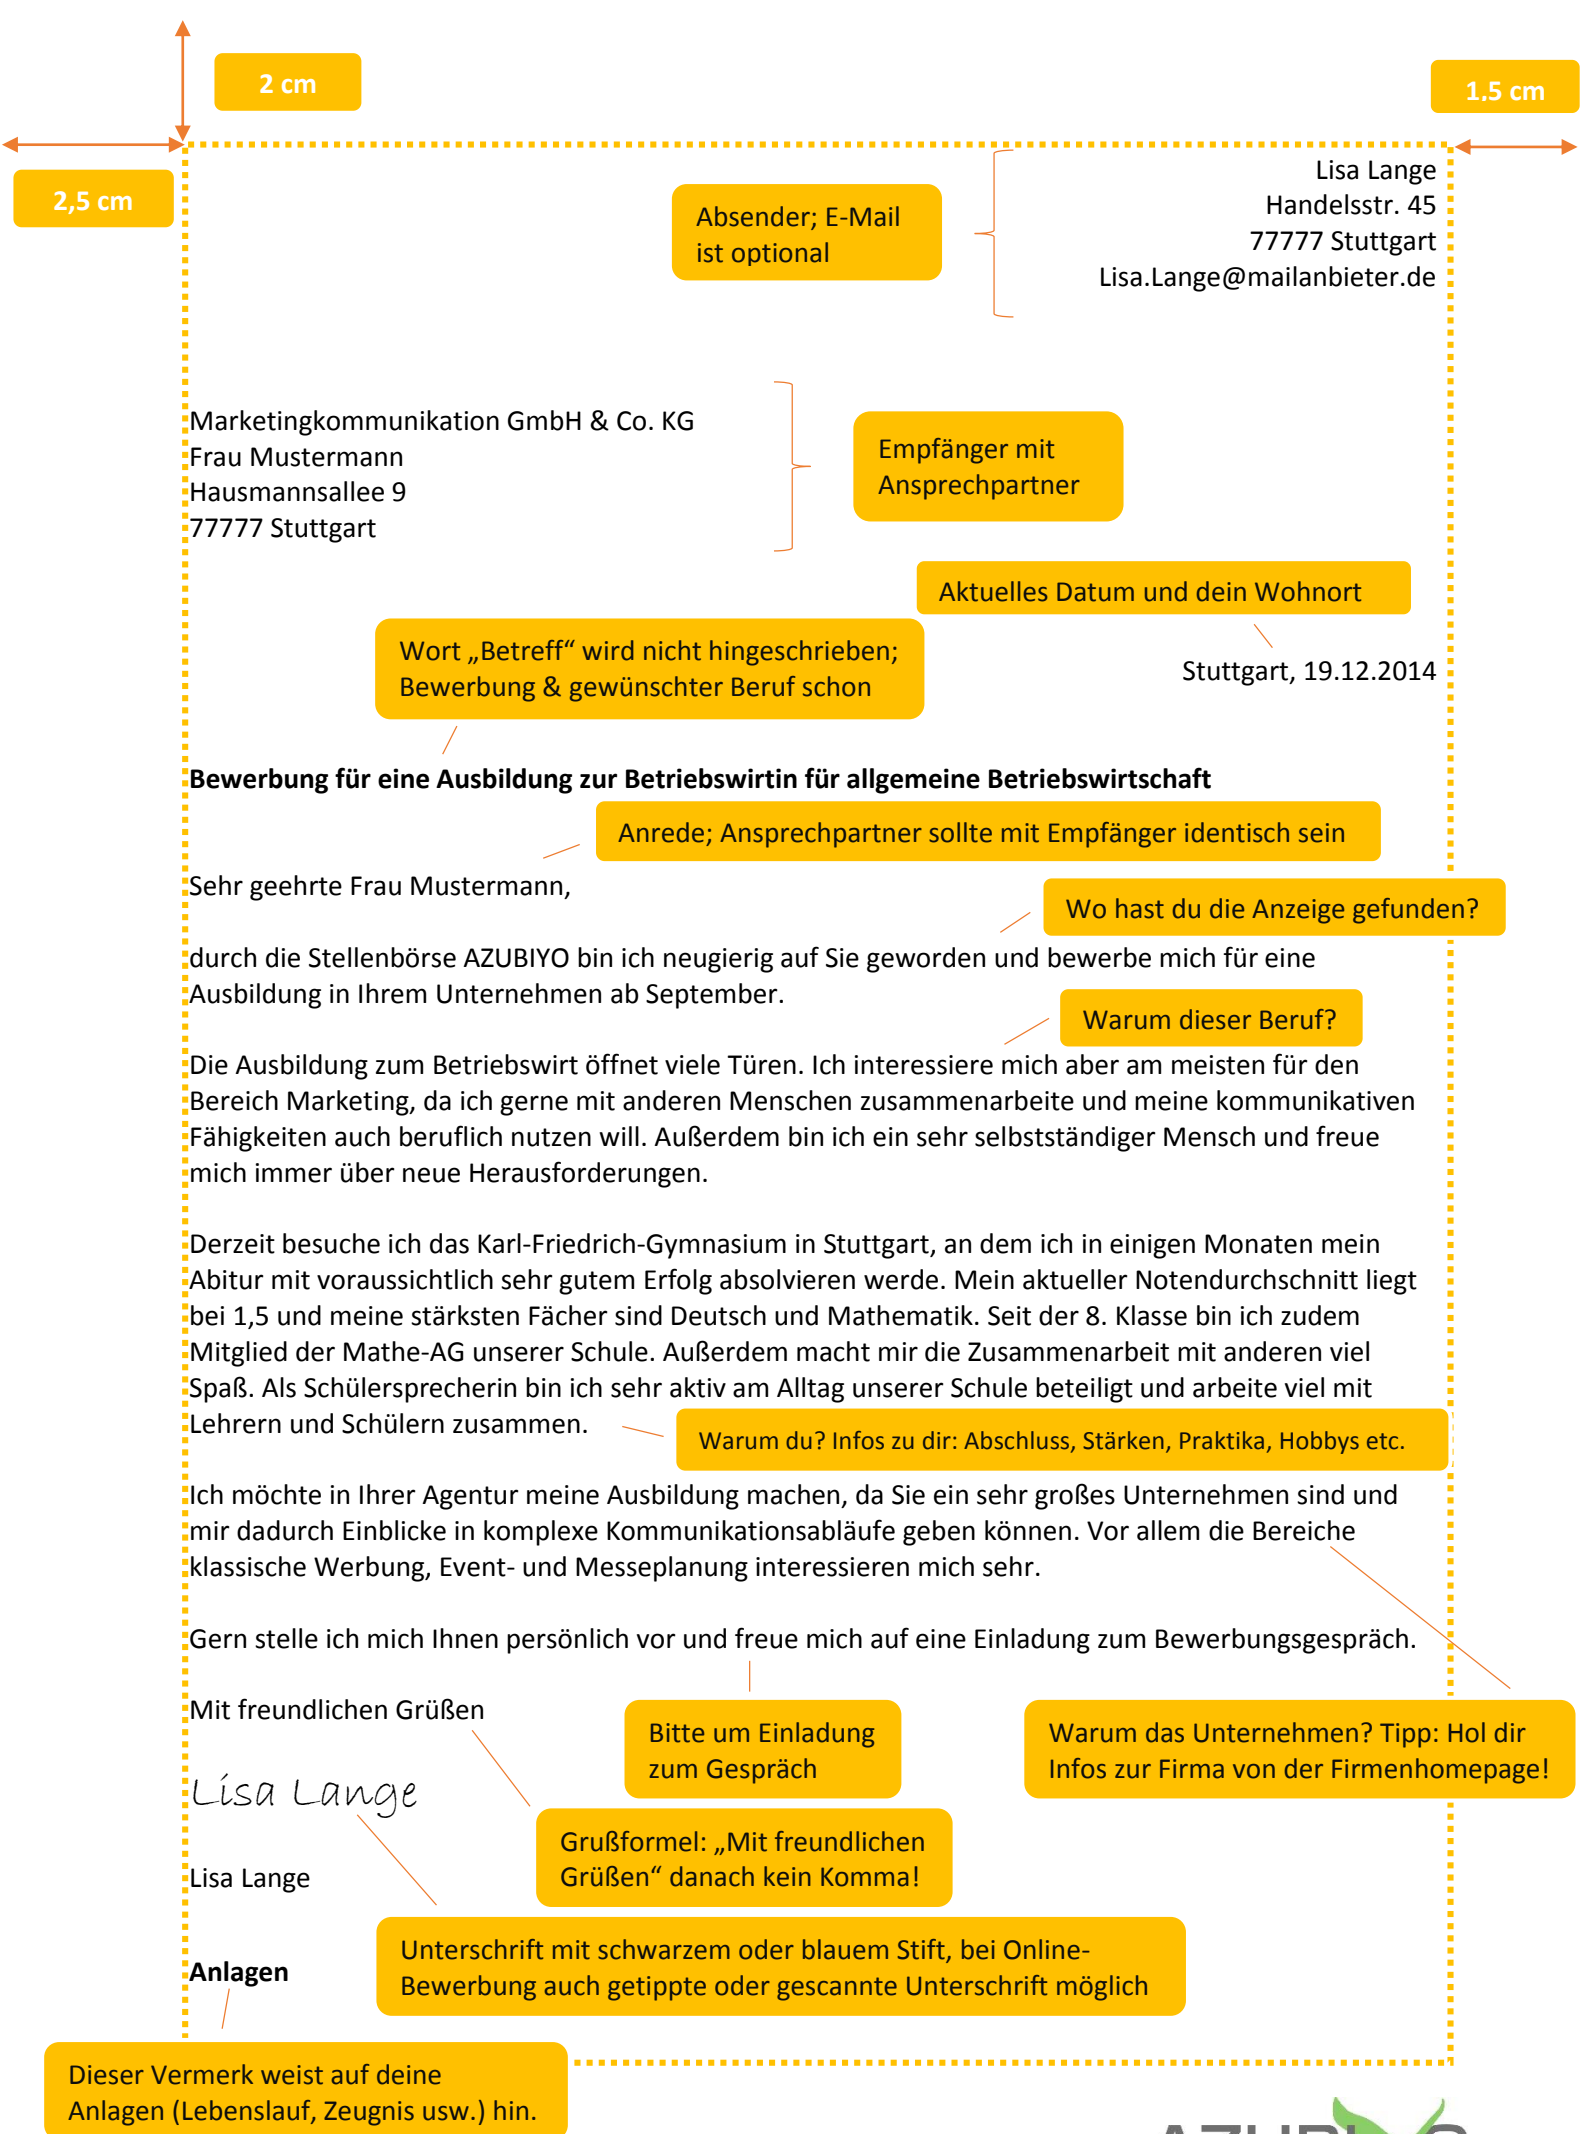 2 cm
1,5 cm
2,5 cm
Lisa Lange
Handelsstr. 45
77777 Stuttgart
Lisa.Lange@mailanbieter.de
Absender; E-Mail
ist optional
Marketingkommunikation GmbH & Co. KG
Frau Mustermann
Hausmannsallee 9
77777 Stuttgart
Empfänger mit
Ansprechpartner
Aktuelles Datum und dein Wohnort
Wort „Betreff“ wird nicht hingeschrieben;
Bewerbung & gewünschter Beruf schon
Stuttgart, 19.12.2014
Bewerbung für eine Ausbildung zur Betriebswirtin für allgemeine Betriebswirtschaft
Anrede; Ansprechpartner sollte mit Empfänger identisch sein
Sehr geehrte Frau Mustermann,
Wo hast du die Anzeige gefunden?
durch die Stellenbörse AZUBIYO bin ich neugierig auf Sie geworden und bewerbe mich für eine
Ausbildung in Ihrem Unternehmen ab September.
Warum dieser Beruf?
Die Ausbildung zum Betriebswirt öffnet viele Türen. Ich interessiere mich aber am meisten für den
Bereich Marketing, da ich gerne mit anderen Menschen zusammenarbeite und meine kommunikativen
Fähigkeiten auch beruflich nutzen will. Außerdem bin ich ein sehr selbstständiger Mensch und freue
mich immer über neue Herausforderungen.
Derzeit besuche ich das Karl-Friedrich-Gymnasium in Stuttgart, an dem ich in einigen Monaten mein
Abitur mit voraussichtlich sehr gutem Erfolg absolvieren werde. Mein aktueller Notendurchschnitt liegt
bei 1,5 und meine stärksten Fächer sind Deutsch und Mathematik. Seit der 8. Klasse bin ich zudem
Mitglied der Mathe-AG unserer Schule. Außerdem macht mir die Zusammenarbeit mit anderen viel
Spaß. Als Schülersprecherin bin ich sehr aktiv am Alltag unserer Schule beteiligt und arbeite viel mit
Lehrern und Schülern zusammen.
Warum du? Infos zu dir: Abschluss, Stärken, Praktika, Hobbys etc.
Ich möchte in Ihrer Agentur meine Ausbildung machen, da Sie ein sehr großes Unternehmen sind und
mir dadurch Einblicke in komplexe Kommunikationsabläufe geben können. Vor allem die Bereiche
klassische Werbung, Event- und Messeplanung interessieren mich sehr.
Gern stelle ich mich Ihnen persönlich vor und freue mich auf eine Einladung zum Bewerbungsgespräch.
Mit freundlichen Grüßen
Bitte um Einladung
zum Gespräch
Warum das Unternehmen? Tipp: Hol dir
Infos zur Firma von der Firmenhomepage!
Lisa Lange
Grußformel: „Mit freundlichen
Grüßen“ danach kein Komma!
Lisa Lange
Unterschrift mit schwarzem oder blauem Stift, bei Online-
Bewerbung auch getippte oder gescannte Unterschrift möglich
Anlagen
Dieser Vermerk weist auf deine
Anlagen (Lebenslauf, Zeugnis usw.) hin.
AZUBIYO